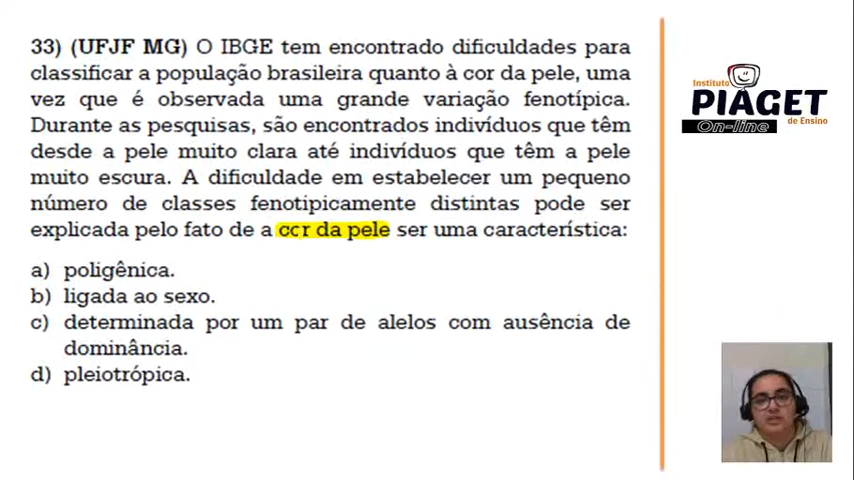 33) (UFJF MG) O IBGE tem encontrado dificuldades para
classificar a população brasileira quanto à cor da pele, uma
vez que é observada uma grande variação fenotípica.
Durante as pesquisas, são encontrados indivíduos que têm
desde a pele muito clara até indivíduos que têm a pele
muito escura. A dificuldade em estabelecer um pequeno
número de classes fenotipicamente distintas pode ser
explicada pelo fato de a cor da pele ser uma característica:
a) poligênica.
b) ligada ao sexo.
c) determinada por um par de alelos com ausência de
dominância.
d) pleiotrópica.
Instituto
PIAGET
On-line de Ensino